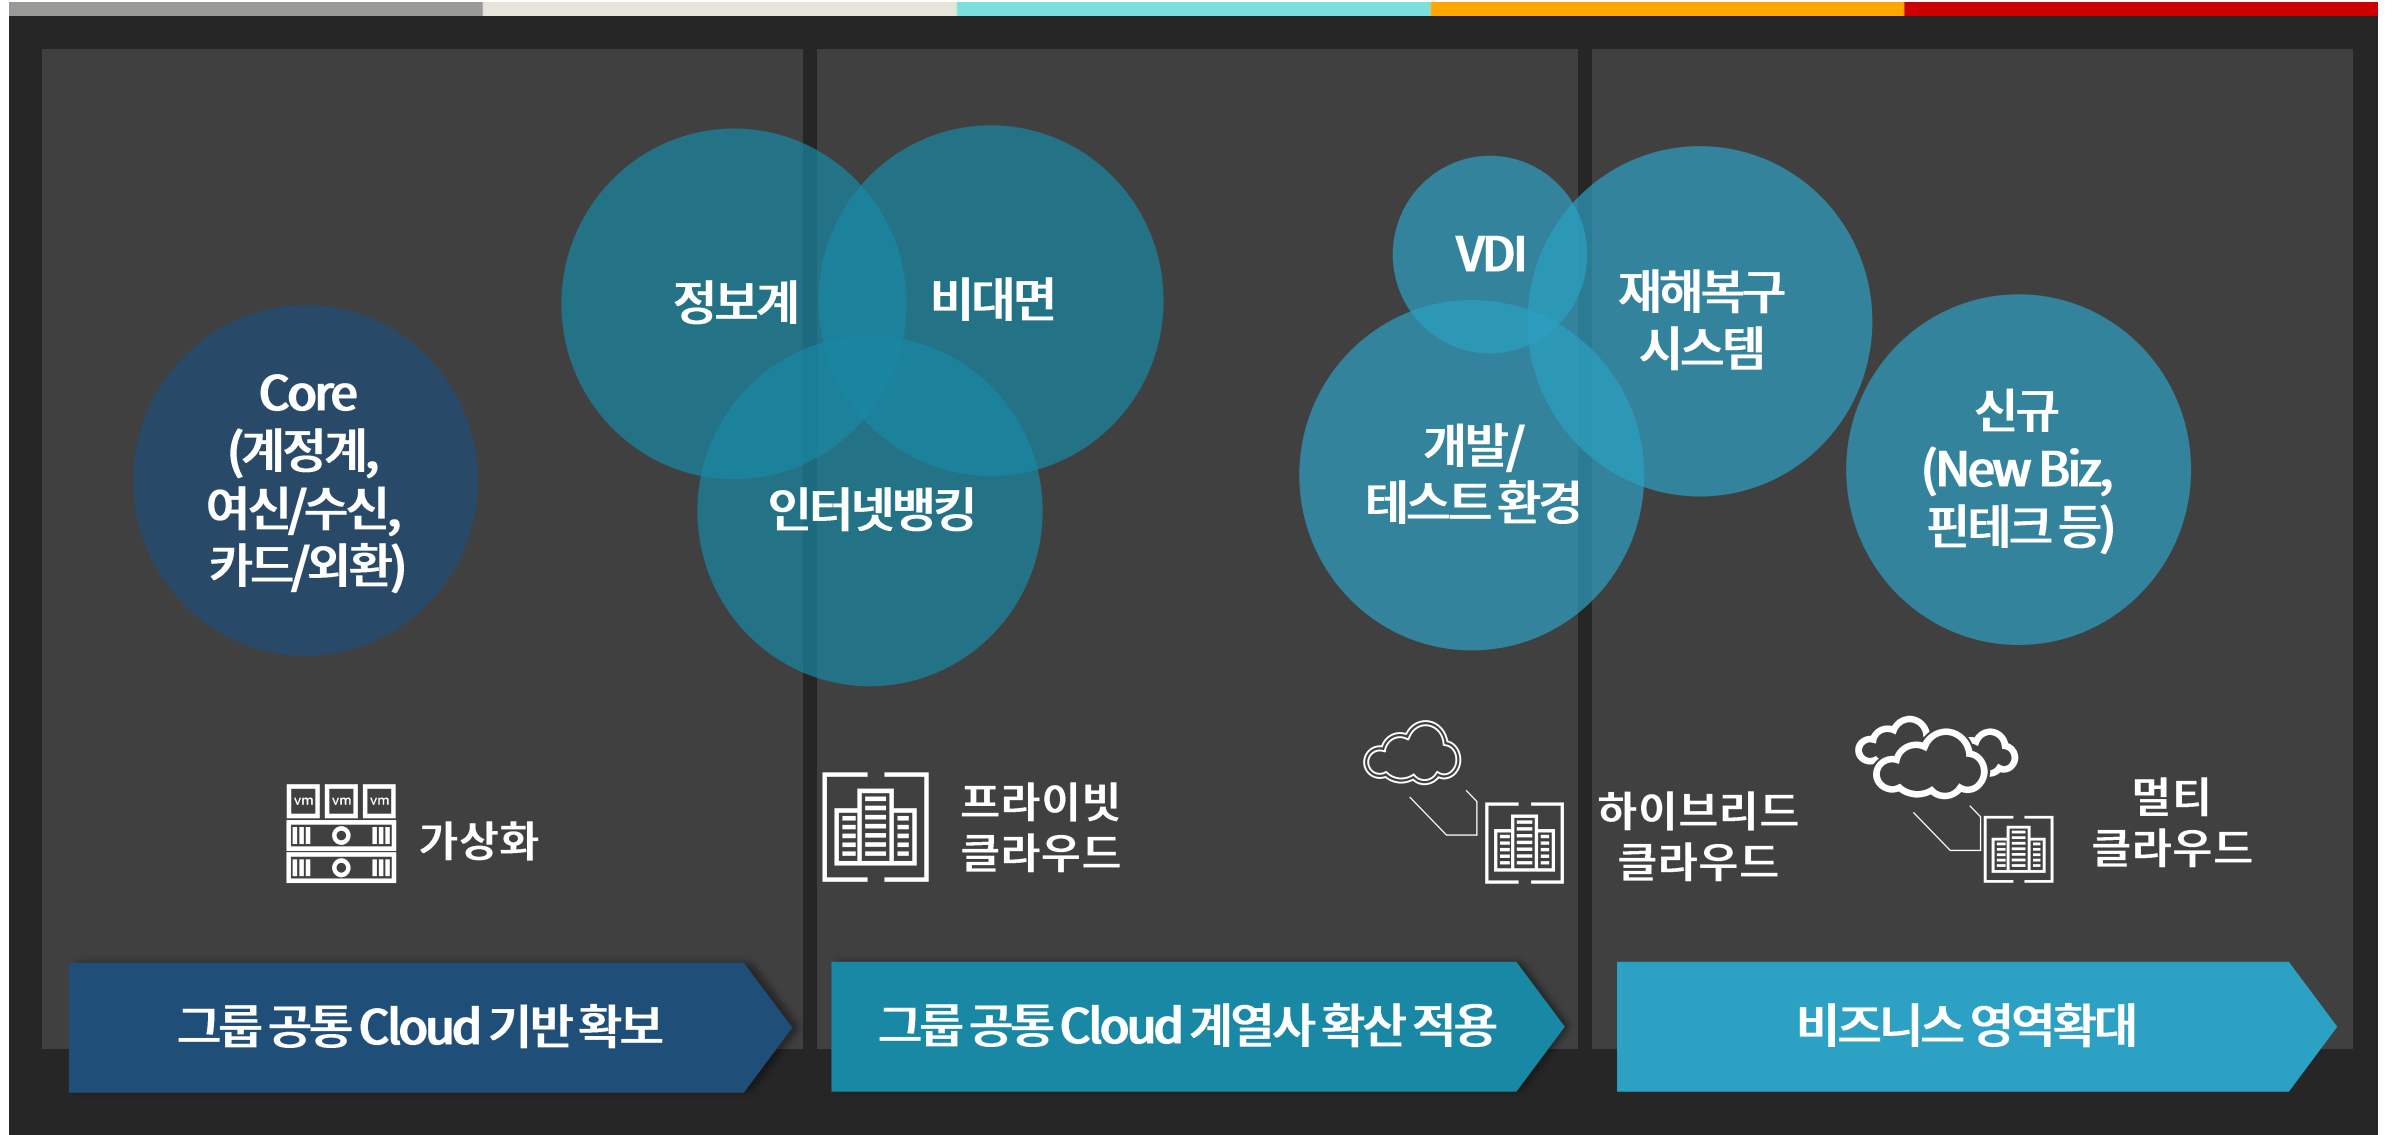 Core
(계정계,
여신/수신,
카드/외환)
정보계
비대면
인터넷뱅킹
VDI
재해복구
시스템
개발/
테스트 환경
신규
(New Biz,
핀테크 등)
vm vm vm
가상화
프라이빗
클라우드
하이브리드
클라우드
멀티
클라우드
그룹 공통 Cloud 기반 확보
그룹 공통 Cloud 계열사 확산 적용
비즈니스 영역확대